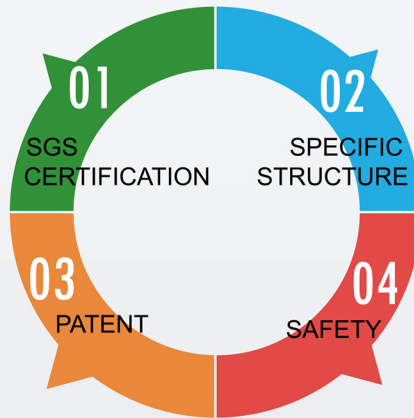 01
SGS
CERTIFICATION
02
SPECIFIC
STRUCTURE
03
PATENT
04
SAFETY